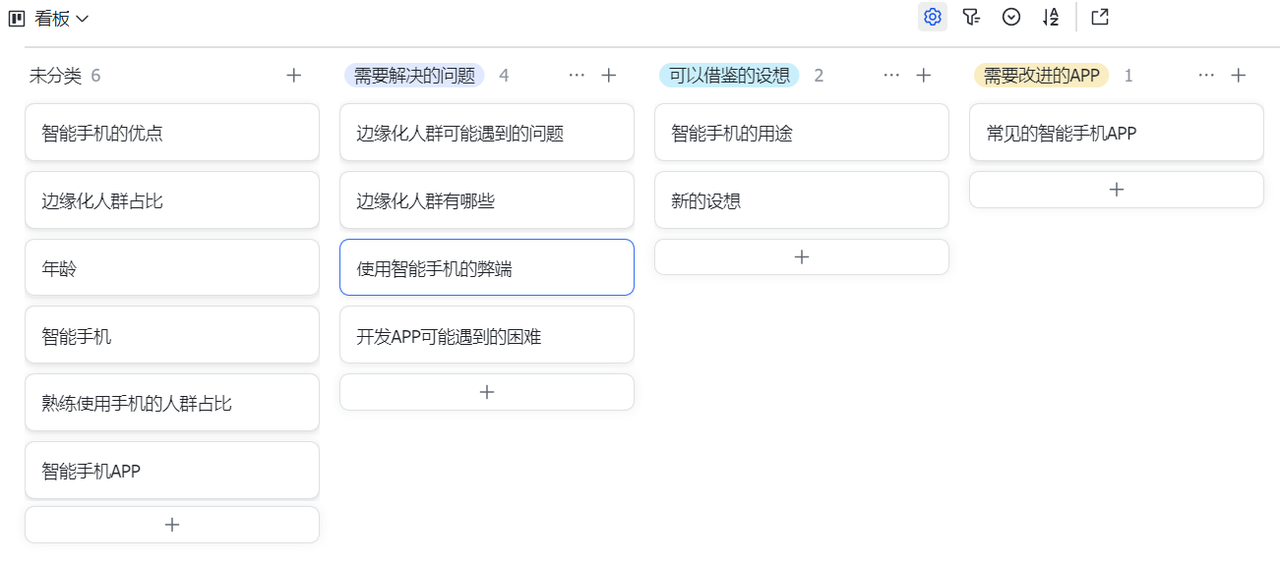 看板
未分类 6
需要解决的问题 4
可以借鉴的设想 2
需要改进的APP 1
智能手机的优点
边缘化人群占比
年龄
智能手机
熟练使用手机的人群占比
智能手机APP
边缘化人群可能遇到的问题
边缘化人群有哪些
使用智能手机的弊端
开发APP可能遇到的困难
智能手机的用途
新的设想
常见的智能手机APP